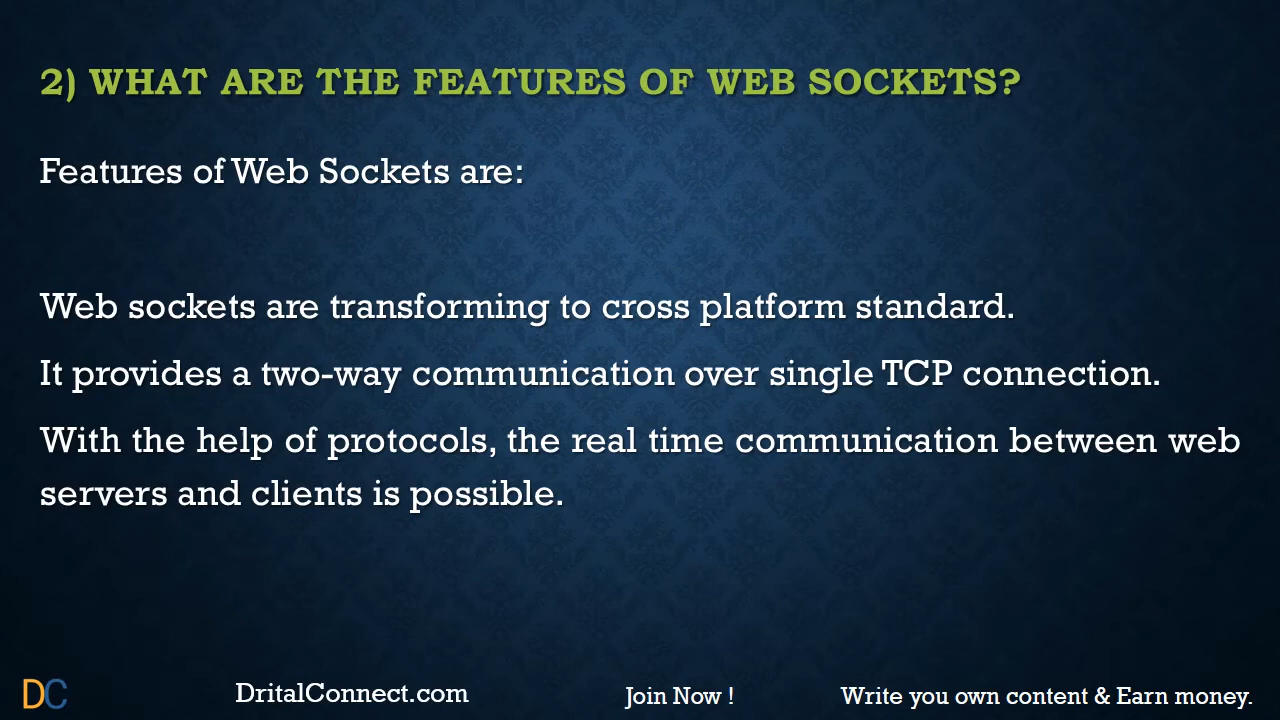 2) WHAT ARE THE FEATURES OF WEB SOCKETS?
Features of Web Sockets are:
Web sockets are transforming to cross platform standard.
It provides a two-way communication over single TCP connection.
With the help of protocols, the real time communication between web
servers and clients is possible.
DC
DritalConnect.com
Join Now !
Write you own content & Earn money.